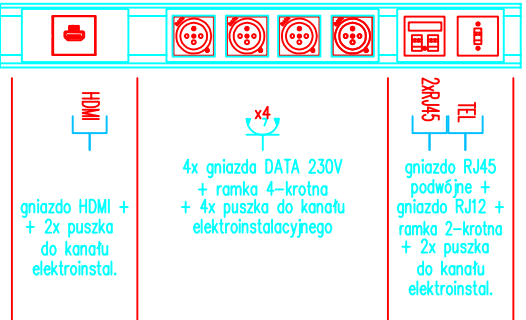 HDMI
x4
2xRJ45
TEL
gniazdo HDMI +
+ 2x puszka
do kanału
elektroinstal.
4x gniazda DATA 230V
+ ramka 4-krotna
+ 4x puszka do kanału
elektroinstalacyjnego
gniazdo RJ45
podwójne +
gniazdo RJ12 +
ramka 2-krotna
+ 2x puszka
do kanału
elektroinstal.